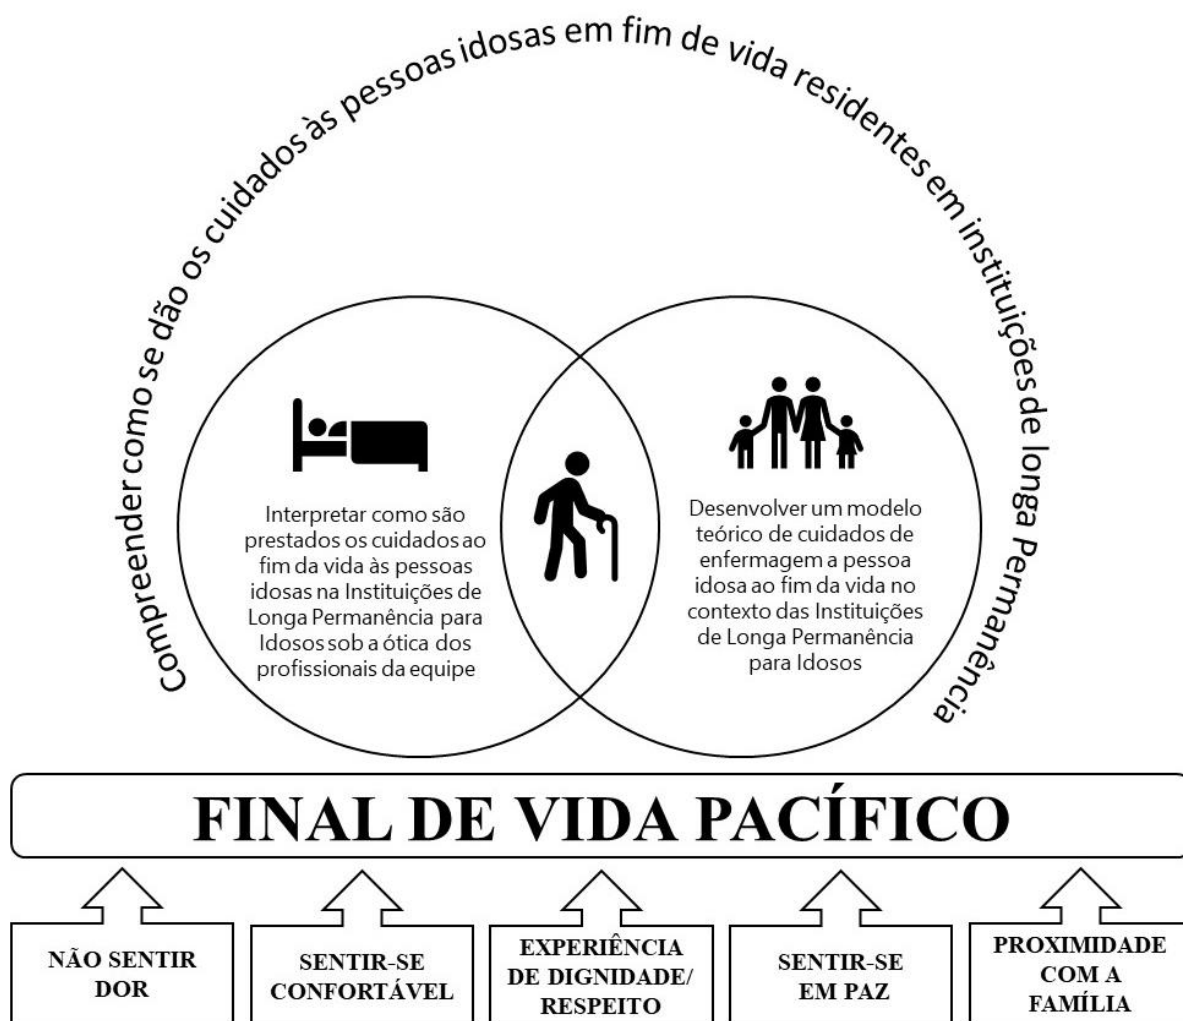 Compreender como se dão os cuidados às pessoas idosas em fim de vida residentes em instituições de longa Permanência
Interpretar como são
prestados os cuidados ao
fim da vida às pessoas
idosas na Instituições de
Longa Permanência para
Idosos sob a ótica dos
profissionais da equipe
Desenvolver um modelo
teórico de cuidados de
enfermagem a pessoa
idosa ao fim da vida no
contexto das Instituições
de Longa Permanência
para Idosos
FINAL DE VIDA PACÍFICO
NÃO SENTIR
DOR
SENTIR-SE
CONFORTÁVEL
EXPERIÊNCIA
DE DIGNIDADE/
RESPEITO
SENTIR-SE
EM PAZ
PROXIMIDADE
COM A
FAMÍLIA